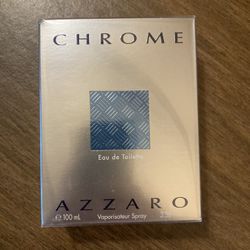 CHROME
Eau de Toilette
AZZARO
℮ 100 mL Vaporisateur Spray